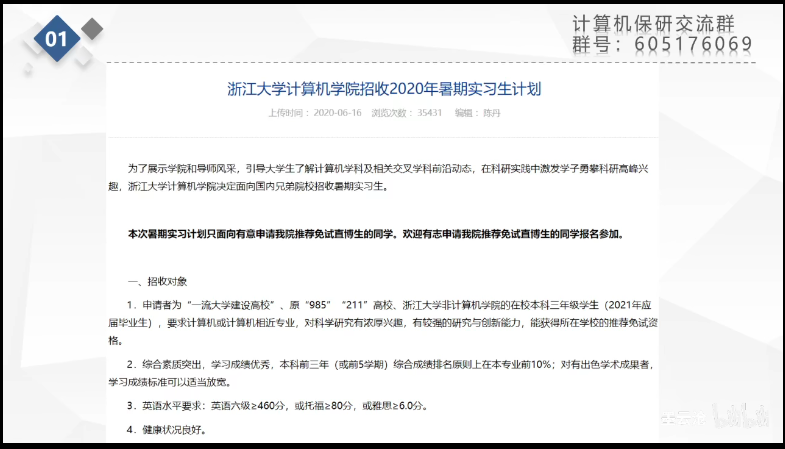 01
计算机保研交流群
群号：605176069
浙江大学计算机学院招收2020年暑期实习生计划
上传时间： 2020-06-16 浏览次数： 35431 编辑： 陈丹
为了展示学院和导师风采，引导大学生了解计算机学科及相关交叉学科前沿动态，在科研实践中激发学子勇攀科研高峰兴
趣，浙江大学计算机学院决定面向国内兄弟院校招收暑期实习生。
本次暑期实习计划只面向有意申请我院推荐免试直博生的同学。欢迎有志申请我院推荐免试直博生的同学报名参加。
一、招收对象
1．申请者为“一流大学建设高校”、原“985”“211”高校、浙江大学非计算机学院的在校本科三年级学生（2021年应
届毕业生），要求计算机或计算机相近专业，对科学研究有浓厚兴趣，有较强的研究与创新能力，能获得所在学校的推荐免试资
格。
2．综合素质突出，学习成绩优秀，本科前三年（或前5学期）综合成绩排名原则上在本专业前10%；对有出色学术成果者，
学习成绩标准可以适当放宽。
3．英语水平要求：英语六级≥460分，或托福≥80分，或雅思≥6.0分。
4．健康状况良好。
bilibili